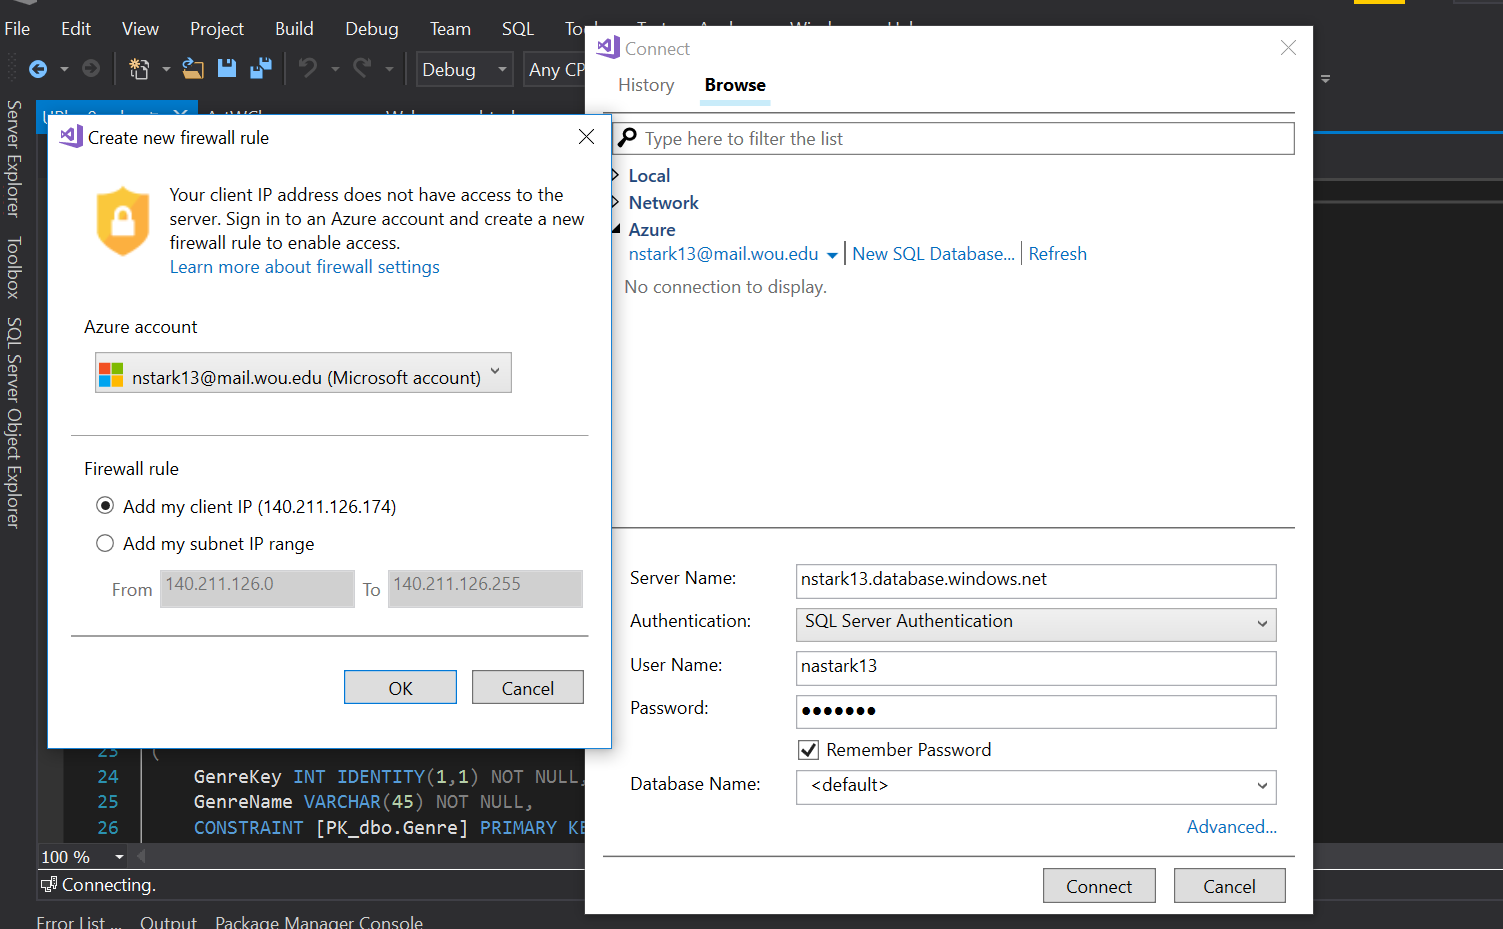 File Edit View Project Build Debug Team SQL
Debug Any CP
Server Explorer
Toolbox
SQL Server Object Explorer
Create new firewall rule
Your client IP address does not have access to the
server. Sign in to an Azure account and create a new
firewall rule to enable access.
Learn more about firewall settings
Azure account
nstark13@mail.wou.edu (Microsoft account)
Firewall rule
Add my client IP (140.211.126.174)
Add my subnet IP range
From 140.211.126.0 To 140.211.126.255
OK Cancel
Connect
History Browse
Type here to filter the list
Local
Network
Azure
nstark13@mail.wou.edu New SQL Database... Refresh
No connection to display.
Server Name: nstark13.database.windows.net
Authentication: SQL Server Authentication
User Name: nastark13
Password: ●●●●●●●
Remember Password
Database Name: <default>
Advanced...
Connect Cancel
23 (
24 GenreKey INT IDENTITY(1,1) NOT NULL,
25 GenreName VARCHAR(45) NOT NULL,
26 CONSTRAINT [PK_dbo.Genre] PRIMARY KE
100 %
Connecting.
Error List ... Output Package Manager Console